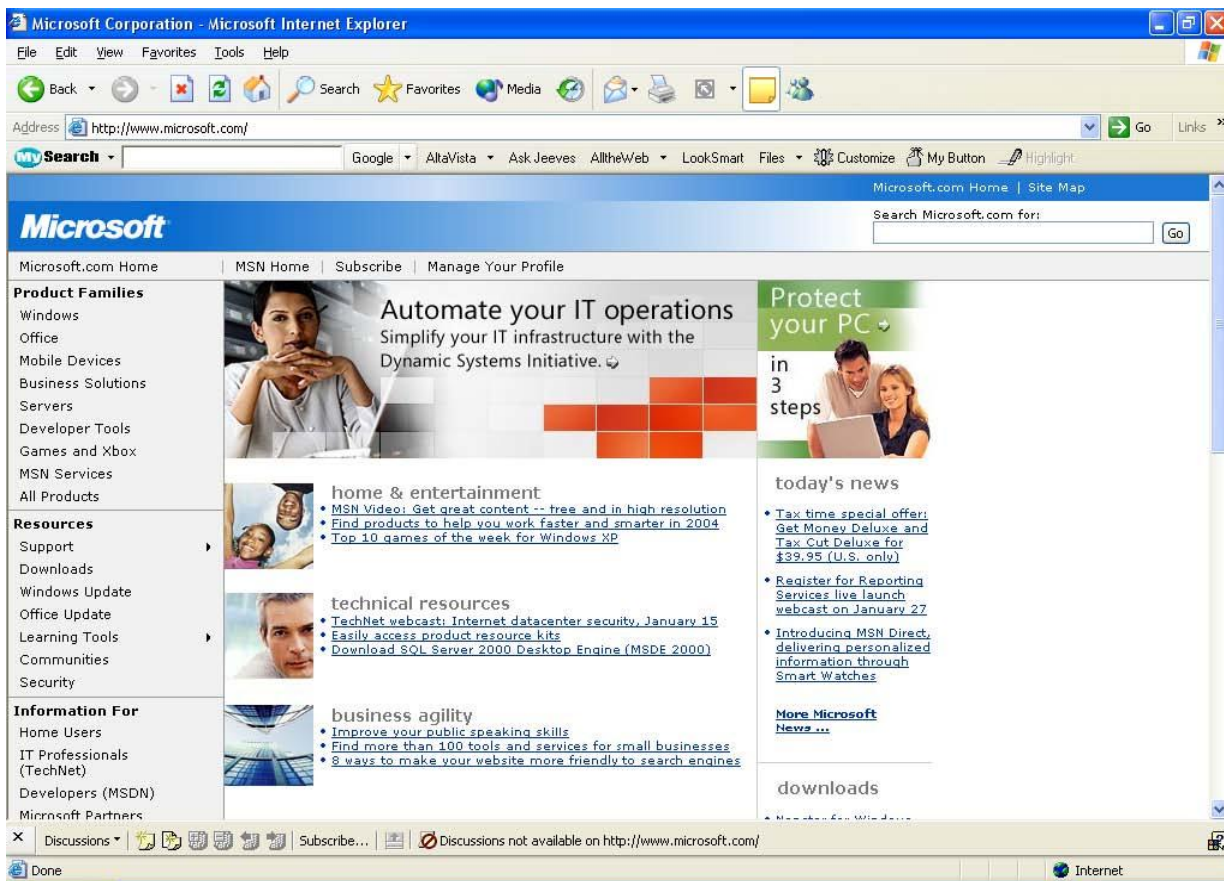 Microsoft Corporation - Microsoft Internet Explorer
File Edit View Favorites Tools Help
Back Search Favorites Media
Address http://www.microsoft.com/ Go Links »
My Search Google AltaVista Ask Jeeves AlltheWeb LookSmart Files Customize My Button Highlight
Microsoft.com Home | Site Map
Microsoft
Search Microsoft.com for:
Go
Microsoft.com Home | MSN Home | Subscribe | Manage Your Profile
Product Families
Windows
Office
Mobile Devices
Business Solutions
Servers
Developer Tools
Games and Xbox
MSN Services
All Products
Resources
Support
Downloads
Windows Update
Office Update
Learning Tools
Communities
Security
Information For
Home Users
IT Professionals
(TechNet)
Developers (MSDN)
Microsoft Partners
Automate your IT operations
Simplify your IT infrastructure with the
Dynamic Systems Initiative.
home & entertainment
• MSN Video: Get great content -- free and in high resolution
• Find products to help you work faster and smarter in 2004
• Top 10 games of the week for Windows XP
technical resources
• TechNet webcast: Internet datacenter security, January 15
• Easily access product resource kits
• Download SQL Server 2000 Desktop Engine (MSDE 2000)
business agility
• Improve your public speaking skills
• Find more than 100 tools and services for small businesses
• 8 ways to make your website more friendly to search engines
Protect
your PC
in
3
steps
today's news
• Tax time special offer:
Get Money Deluxe and
Tax Cut Deluxe for
$39.95 (U.S. only)
• Register for Reporting
Services live launch
webcast on January 27
• Introducing MSN Direct,
delivering personalized
information through
Smart Watches
More Microsoft
News ...
downloads
• Napster for Windows
Discussions Subscribe... Discussions not available on http://www.microsoft.com/
Done Internet